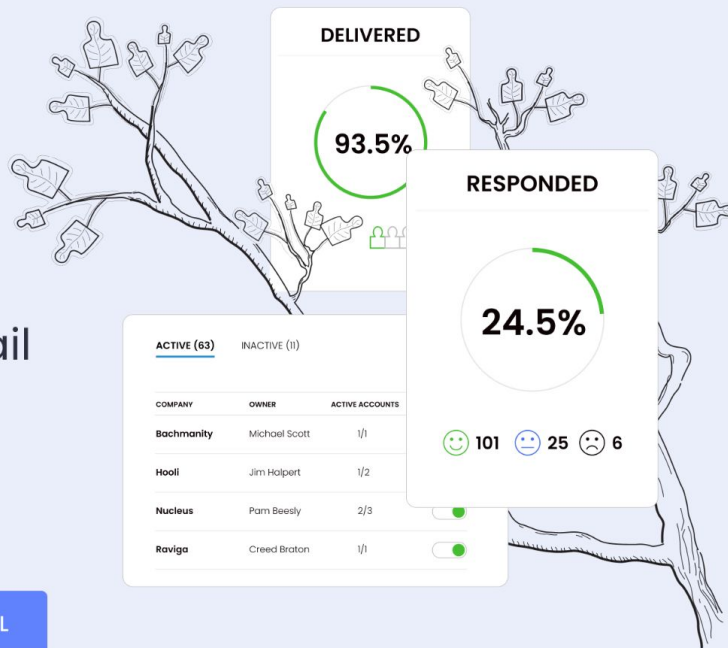 DELIVERED
93.5%
RESPONDED
24.5%
101 25 6
ail
ACTIVE (63) INACTIVE (11)
COMPANY OWNER ACTIVE ACCOUNTS
Bachmanity Michael Scott 1/1
Hooli Jim Halpert 1/2
Nucleus Pam Beesly 2/3
Raviga Creed Braton 1/1
L